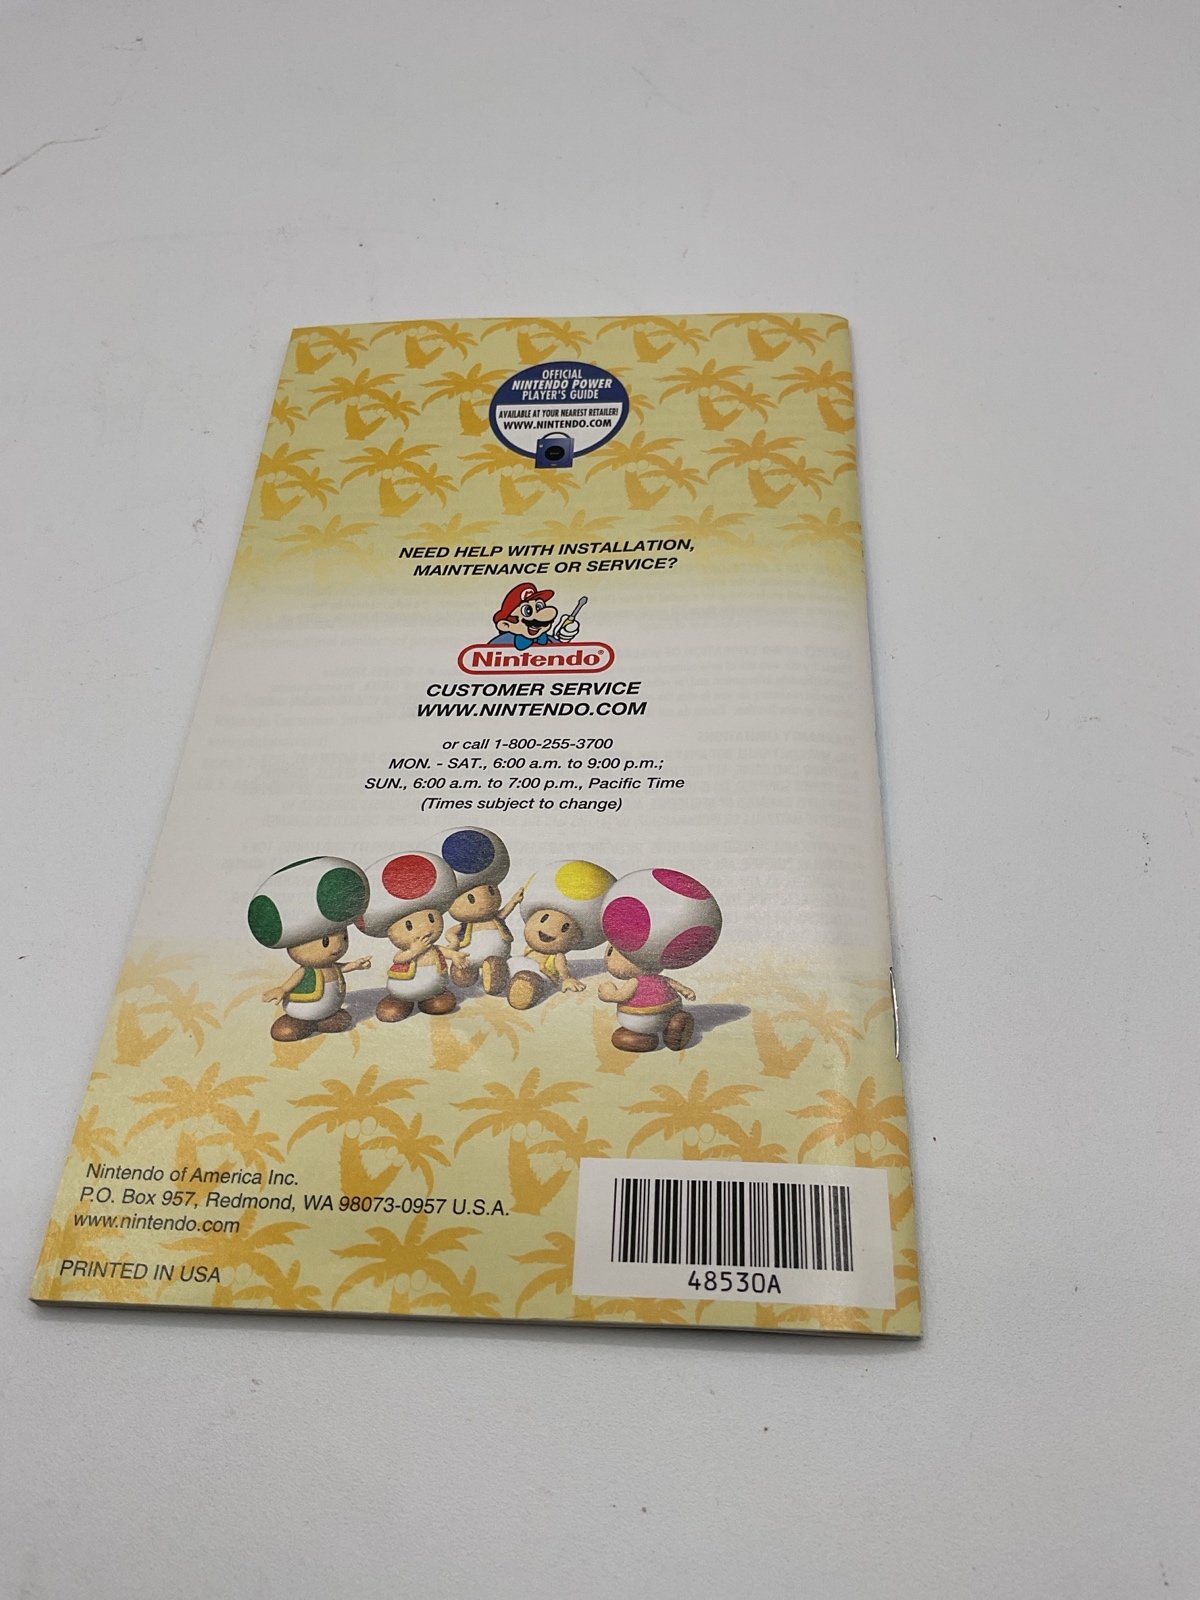 OFFICIAL
NINTENDO POWER
PLAYER'S GUIDE
AVAILABLE AT YOUR NEAREST RETAILER!
WWW.NINTENDO.COM
NEED HELP WITH INSTALLATION,
MAINTENANCE OR SERVICE?
M
Nintendo®
CUSTOMER SERVICE
WWW.NINTENDO.COM
or call 1-800-255-3700
MON. - SAT., 6:00 a.m. to 9:00 p.m.;
SUN., 6:00 a.m. to 7:00 p.m., Pacific Time
(Times subject to change)
Nintendo of America Inc.
P.O. Box 957, Redmond, WA 98073-0957 U.S.A.
www.nintendo.com
PRINTED IN USA
48530A